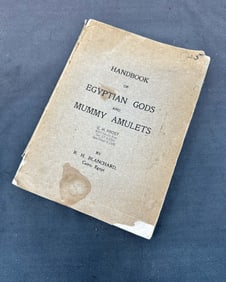 HANDBOOK
OF
EGYPTIAN GODS
AND
MUMMY AMULETS
BY
R. H. BLANCHARD,
Cairo, Egypt